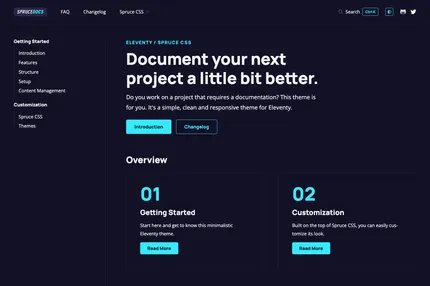 SPRUCEDOCS
FAQ
Changelog
Spruce CSS
Search
Ctrl K
Getting Started
Introduction
Features
Structure
Setup
Content Management
Customization
Spruce CSS
Themes
ELEVENTY / SPRUCE CSS
Document your next
project a little bit better.
Do you work on a project that requires a documentation? This theme is
for you. It's a simple, clean and responsive theme for Eleventy.
Introduction
Changelog
Overview
01
Getting Started
Start here and get to know this minimalistic
Eleventy theme.
Read More
02
Customization
Built on the top of Spruce CSS, you can easily cus-
tomize its look.
Read More